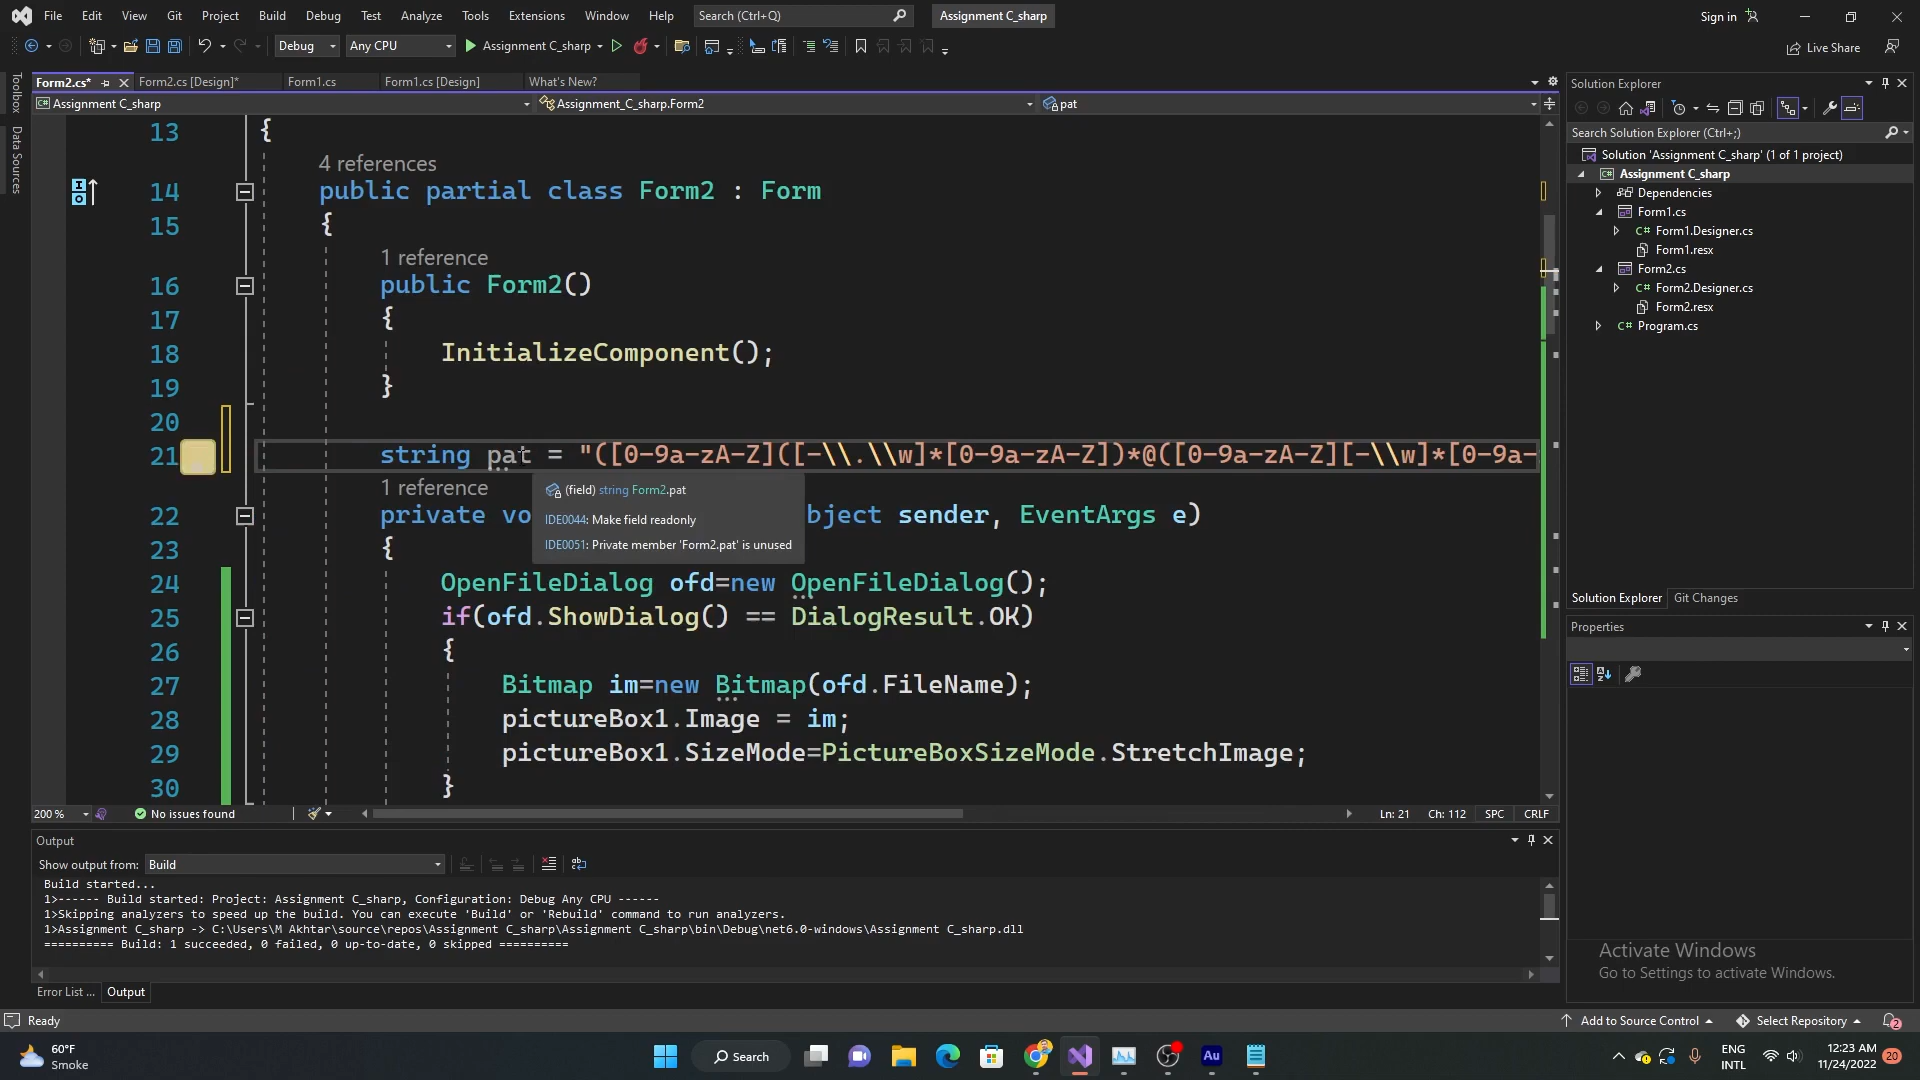 File Edit View Git Project Build Debug Test Analyze Tools Extensions Window Help Search (Ctrl+Q) Assignment C_sharp Sign in
Debug Any CPU Assignment C_sharp Live Share
Form2.cs* Form2.cs [Design]* Form1.cs Form1.cs [Design] What's New?
Assignment C_sharp Assignment_C_sharp.Form2 pat
Toolbox
Data Sources
13 {
4 references
14 public partial class Form2 : Form
15 {
1 reference
16 public Form2()
17 {
18 InitializeComponent();
19 }
20
21 string pat = "([0-9a-zA-Z]([-\\.\\w]*[0-9a-zA-Z])*@([0-9a-zA-Z][-\\w]*[0-9a-
1 reference
22 private vo bject sender, EventArgs e)
(field) string Form2.pat
IDE0044: Make field readonly
IDE0051: Private member 'Form2.pat' is unused
23 {
24 OpenFileDialog ofd=new OpenFileDialog();
25 if(ofd.ShowDialog() == DialogResult.OK)
26 {
27 Bitmap im=new Bitmap(ofd.FileName);
28 pictureBox1.Image = im;
29 pictureBox1.SizeMode=PictureBoxSizeMode.StretchImage;
30 }
200 % No issues found Ln: 21 Ch: 112 SPC CRLF
Output
Show output from: Build
Build started...
1>------ Build started: Project: Assignment C_sharp, Configuration: Debug Any CPU ------
1>Skipping analyzers to speed up the build. You can execute 'Build' or 'Rebuild' command to run analyzers.
1>Assignment C_sharp -> C:\Users\M Akhtar\source\repos\Assignment C_sharp\Assignment C_sharp\bin\Debug\net6.0-windows\Assignment C_sharp.dll
========== Build: 1 succeeded, 0 failed, 0 up-to-date, 0 skipped ==========
Error List ... Output
Solution Explorer
Search Solution Explorer (Ctrl+;)
Solution 'Assignment C_sharp' (1 of 1 project)
Assignment C_sharp
Dependencies
Form1.cs
C# Form1.Designer.cs
Form1.resx
Form2.cs
C# Form2.Designer.cs
Form2.resx
C# Program.cs
Solution Explorer Git Changes
Properties
Activate Windows
Go to Settings to activate Windows.
Ready Add to Source Control Select Repository 2
60°F
Smoke
Search
Au
ENG
INTL
12:23 AM
11/24/2022
20